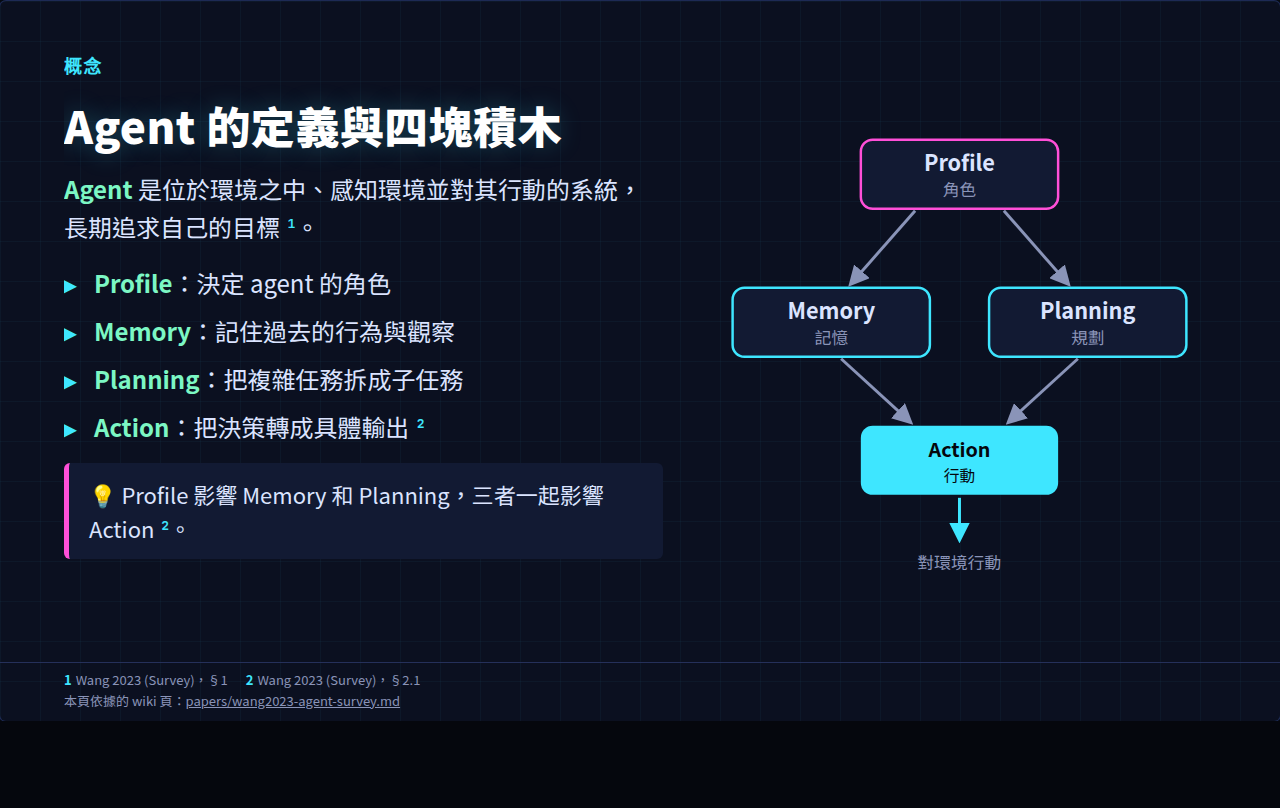 概念
Agent 的定義與四塊積木
Agent 是位於環境之中、感知環境並對其行動的系統，
長期追求自己的目標 1。
▶ Profile：決定 agent 的角色
▶ Memory：記住過去的行為與觀察
▶ Planning：把複雜任務拆成子任務
▶ Action：把決策轉成具體輸出 2
💡 Profile 影響 Memory 和 Planning，三者一起影響
Action 2。
Profile
角色
Memory
記憶
Planning
規劃
Action
行動
對環境行動
1 Wang 2023 (Survey)，§1 2 Wang 2023 (Survey)，§2.1
本頁依據的 wiki 頁：papers/wang2023-agent-survey.md